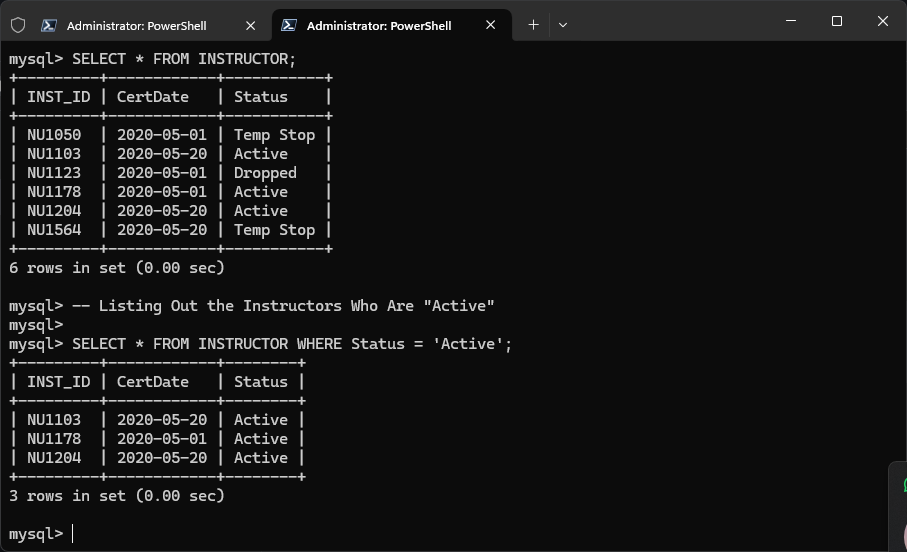 Administrator: PowerShell Administrator: PowerShell
mysql> SELECT * FROM INSTRUCTOR;
+---------+------------+-----------+
| INST_ID | CertDate   | Status    |
+---------+------------+-----------+
| NU1050  | 2020-05-01 | Temp Stop |
| NU1103  | 2020-05-20 | Active    |
| NU1123  | 2020-05-01 | Dropped   |
| NU1178  | 2020-05-01 | Active    |
| NU1204  | 2020-05-20 | Active    |
| NU1564  | 2020-05-20 | Temp Stop |
+---------+------------+-----------+
6 rows in set (0.00 sec)
mysql> -- Listing Out the Instructors Who Are "Active"
mysql>
mysql> SELECT * FROM INSTRUCTOR WHERE Status = 'Active';
+---------+------------+--------+
| INST_ID | CertDate   | Status |
+---------+------------+--------+
| NU1103  | 2020-05-20 | Active |
| NU1178  | 2020-05-01 | Active |
| NU1204  | 2020-05-20 | Active |
+---------+------------+--------+
3 rows in set (0.00 sec)
mysql>